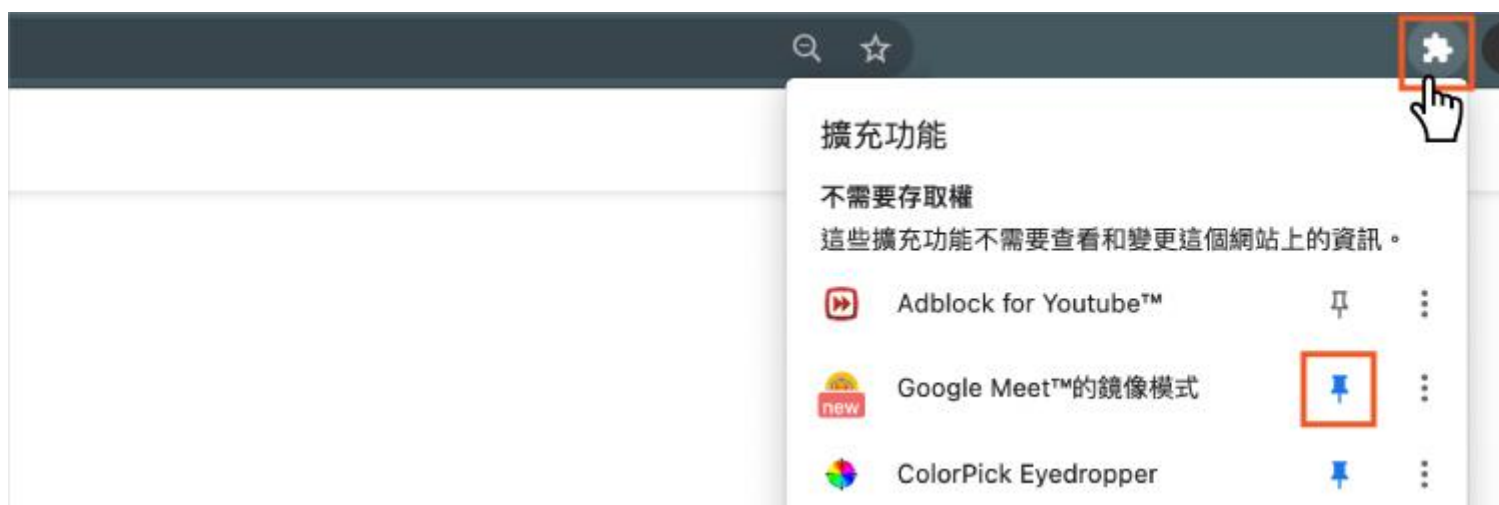 擴充功能
不需要存取權
這些擴充功能不需要查看和變更這個網站上的資訊。
Adblock for Youtube™
Google Meet™的鏡像模式
new
ColorPick Eyedropper